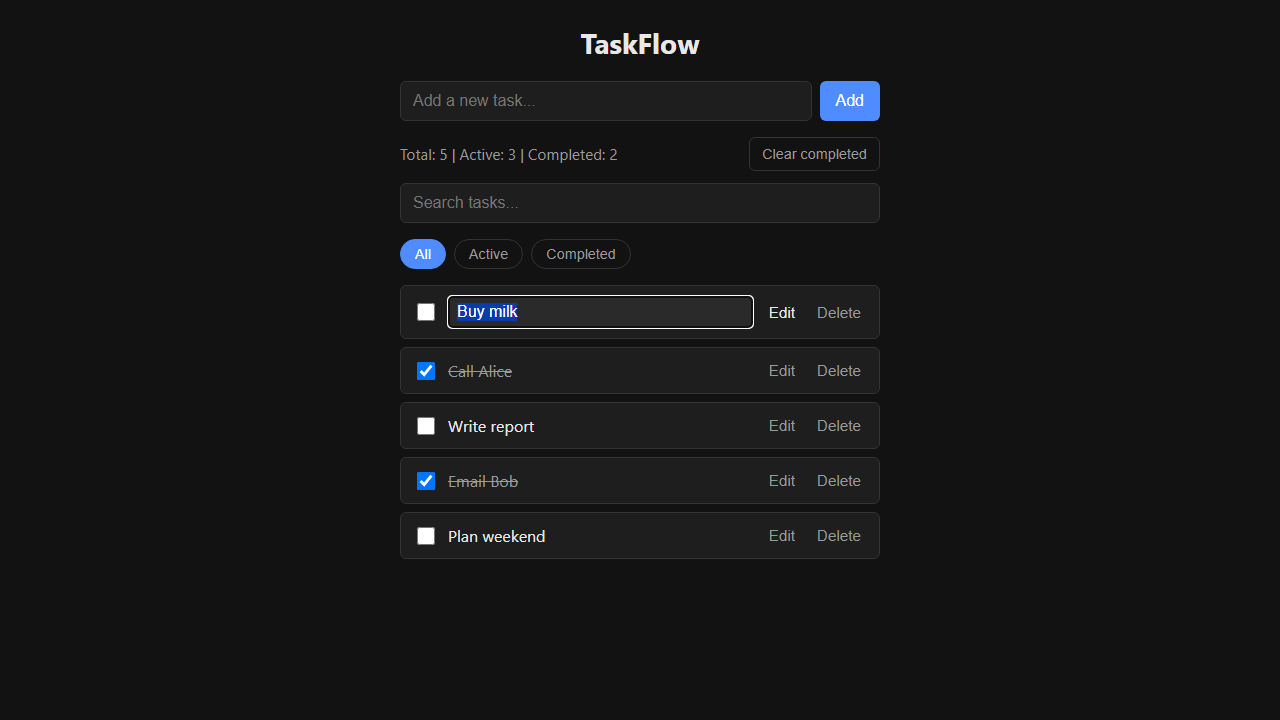 TaskFlow
Add a new task... Add
Total: 5 | Active: 3 | Completed: 2 Clear completed
Search tasks...
All Active Completed
Buy milk Edit Delete
Call Alice Edit Delete
Write report Edit Delete
Email Bob Edit Delete
Plan weekend Edit Delete